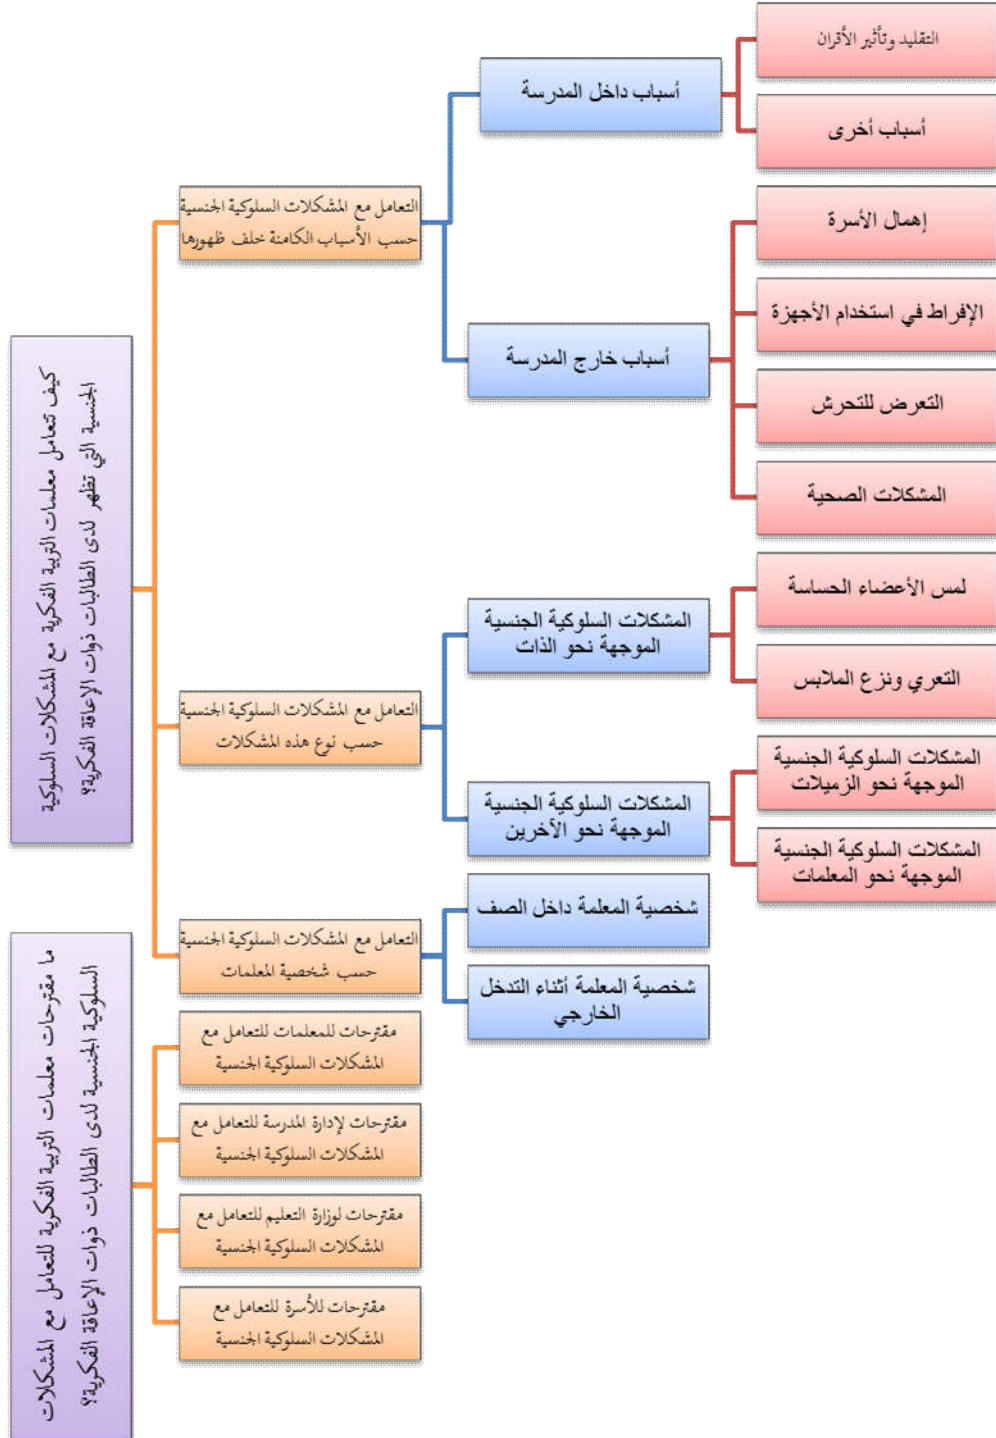 كيف تتعامل معلمات التربية الفكرية مع المشكلات السلوكية
الجنسية التي تظهر لدى الطالبات ذوات الإعاقة الفكرية؟
التعامل مع المشكلات السلوكية الجنسية
حسب الأسباب الكامنة خلف ظهورها
أسباب داخل المدرسة
التقليد وتأثير الأقران
أسباب أخرى
أسباب خارج المدرسة
إهمال الأسرة
الإفراط في استخدام الأجهزة
التعرض للتحرش
المشكلات الصحية
التعامل مع المشكلات السلوكية الجنسية
حسب نوع هذه المشكلات
المشكلات السلوكية الجنسية
الموجهة نحو الذات
لمس الأعضاء الحساسة
التعري ونزع الملابس
المشكلات السلوكية الجنسية
الموجهة نحو الآخرين
المشكلات السلوكية الجنسية
الموجهة نحو الزميلات
المشكلات السلوكية الجنسية
الموجهة نحو المعلمات
التعامل مع المشكلات السلوكية الجنسية
حسب شخصية المعلمات
شخصية المعلمة داخل الصف
شخصية المعلمة أثناء التدخل
الخارجي
ما مقترحات معلمات التربية الفكرية للتعامل مع المشكلات
السلوكية الجنسية لدى الطالبات ذوات الإعاقة الفكرية؟
مقترحات للمعلمات للتعامل مع
المشكلات السلوكية الجنسية
مقترحات لإدارة المدرسة للتعامل مع
المشكلات السلوكية الجنسية
مقترحات لوزارة التعليم للتعامل مع
المشكلات السلوكية الجنسية
مقترحات للأسرة للتعامل مع
المشكلات السلوكية الجنسية